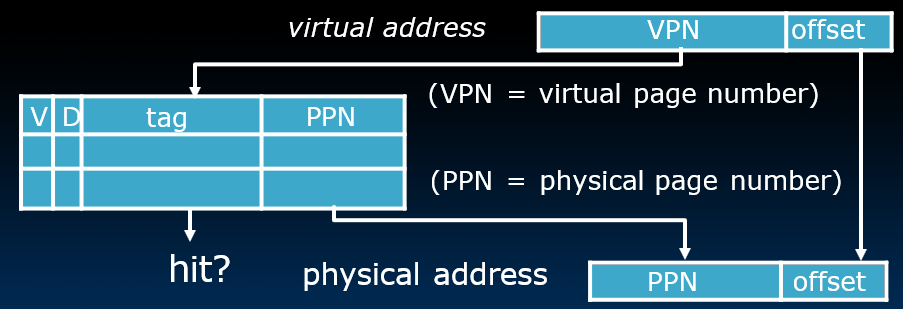 virtual address
VPN offset
(VPN = virtual page number)
V D tag PPN
(PPN = physical page number)
hit?
physical address
PPN offset